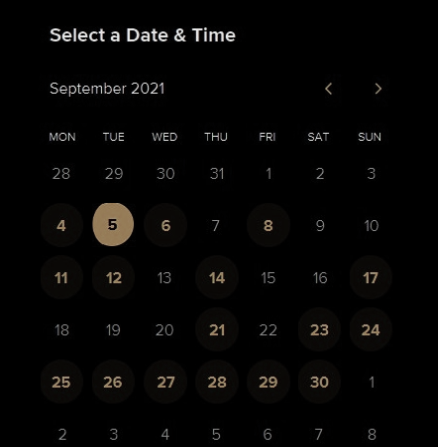 Select a Date & Time
September 2021
MON TUE WED THU FRI SAT SUN
28 29 30 31 1 2 3
4 5 6 7 8 9 10
11 12 13 14 15 16 17
18 19 20 21 22 23 24
25 26 27 28 29 30 1
2 3 4 5 6 7 8